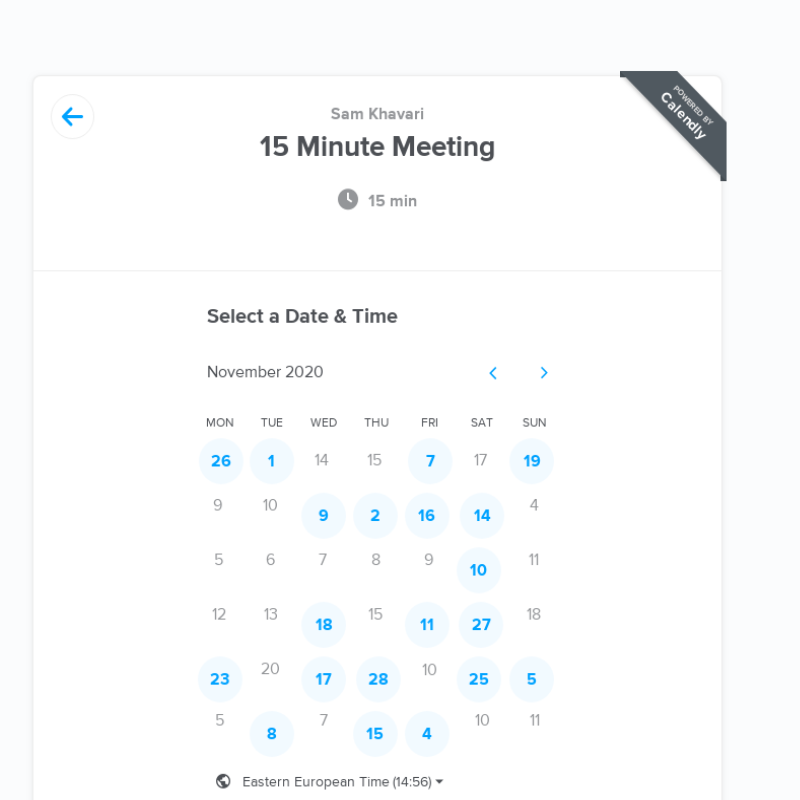 POWERED BY
Calendly
Sam Khavari
15 Minute Meeting
15 min
Select a Date & Time
November 2020
MON TUE WED THU FRI SAT SUN
26 1 14 15 7 17 19
9 10 9 2 16 14 4
5 6 7 8 9 10 11
12 13 18 15 11 27 18
23 20 17 28 10 25 5
5 8 7 15 4 10 11
Eastern European Time (14:56)